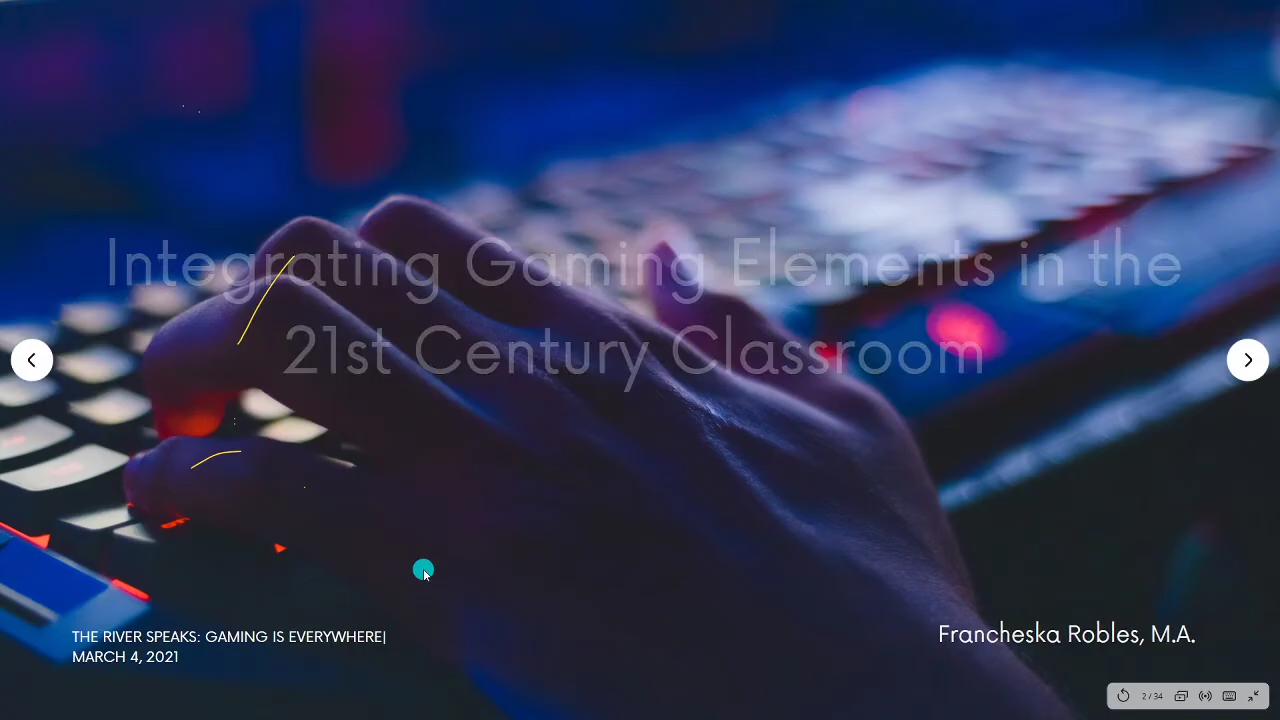 Integrating Gaming Elements in the
21st Century Classroom
THE RIVER SPEAKS: GAMING IS EVERYWHERE|
MARCH 4, 2021
Francheska Robles, M.A.
2 / 34